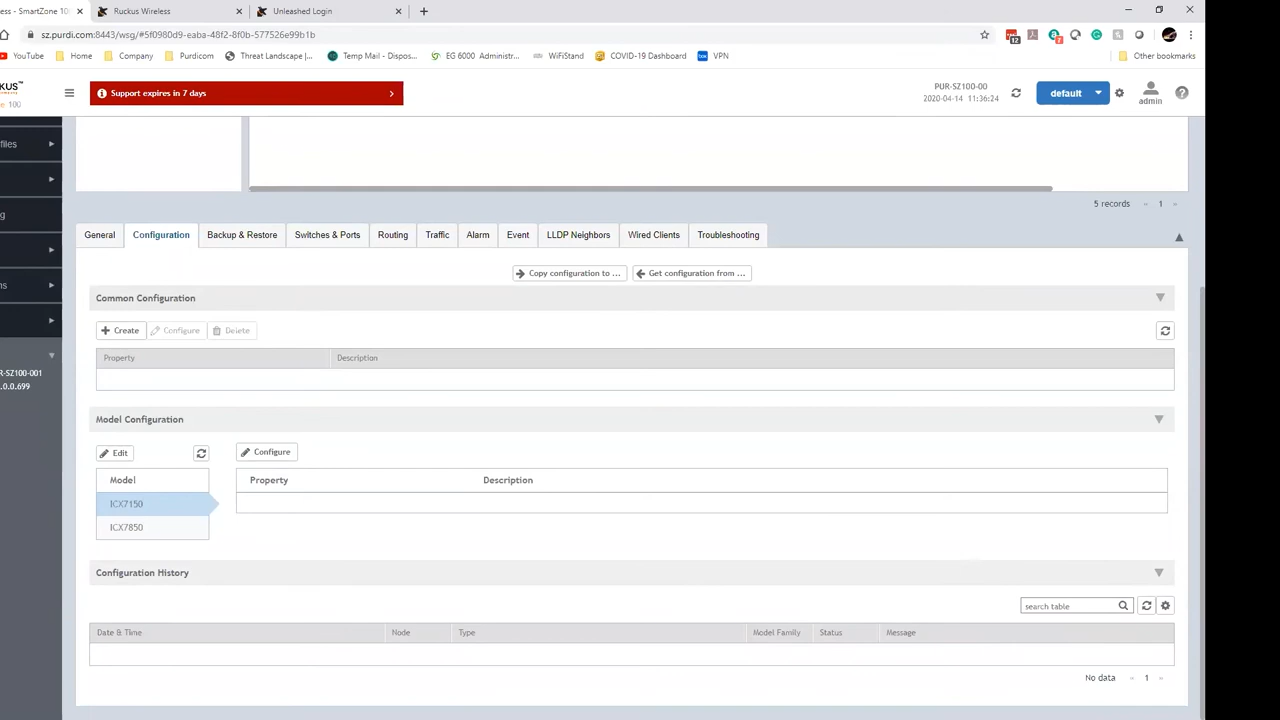 ess - SmartZone 10 ×
Ruckus Wireless ×
Unleashed Login ×
sz.purdi.com:8443/wsg/#5f0980d9-eaba-48f2-8f0b-577526e99b1b
12
7
YouTube Home Company Purdicom Threat Landscape |... Temp Mail - Dispos... EG 6000 Administr... WiFiStand COVID-19 Dashboard VPN Other bookmarks
KUS™
e 100
Support expires in 7 days
PUR-SZ100-00
2020-04-14 11:36:24
default
admin
files
g
ns
R-SZ100-001
.0.0.699
5 records « 1 »
General Configuration Backup & Restore Switches & Ports Routing Traffic Alarm Event LLDP Neighbors Wired Clients Troubleshooting
Copy configuration to ... Get configuration from ...
Common Configuration
Create Configure Delete
Property Description
Model Configuration
Edit Configure
Model Property Description
ICX7150
ICX7850
Configuration History
search table
Date & Time Node Type Model Family Status Message
No data « 1 »